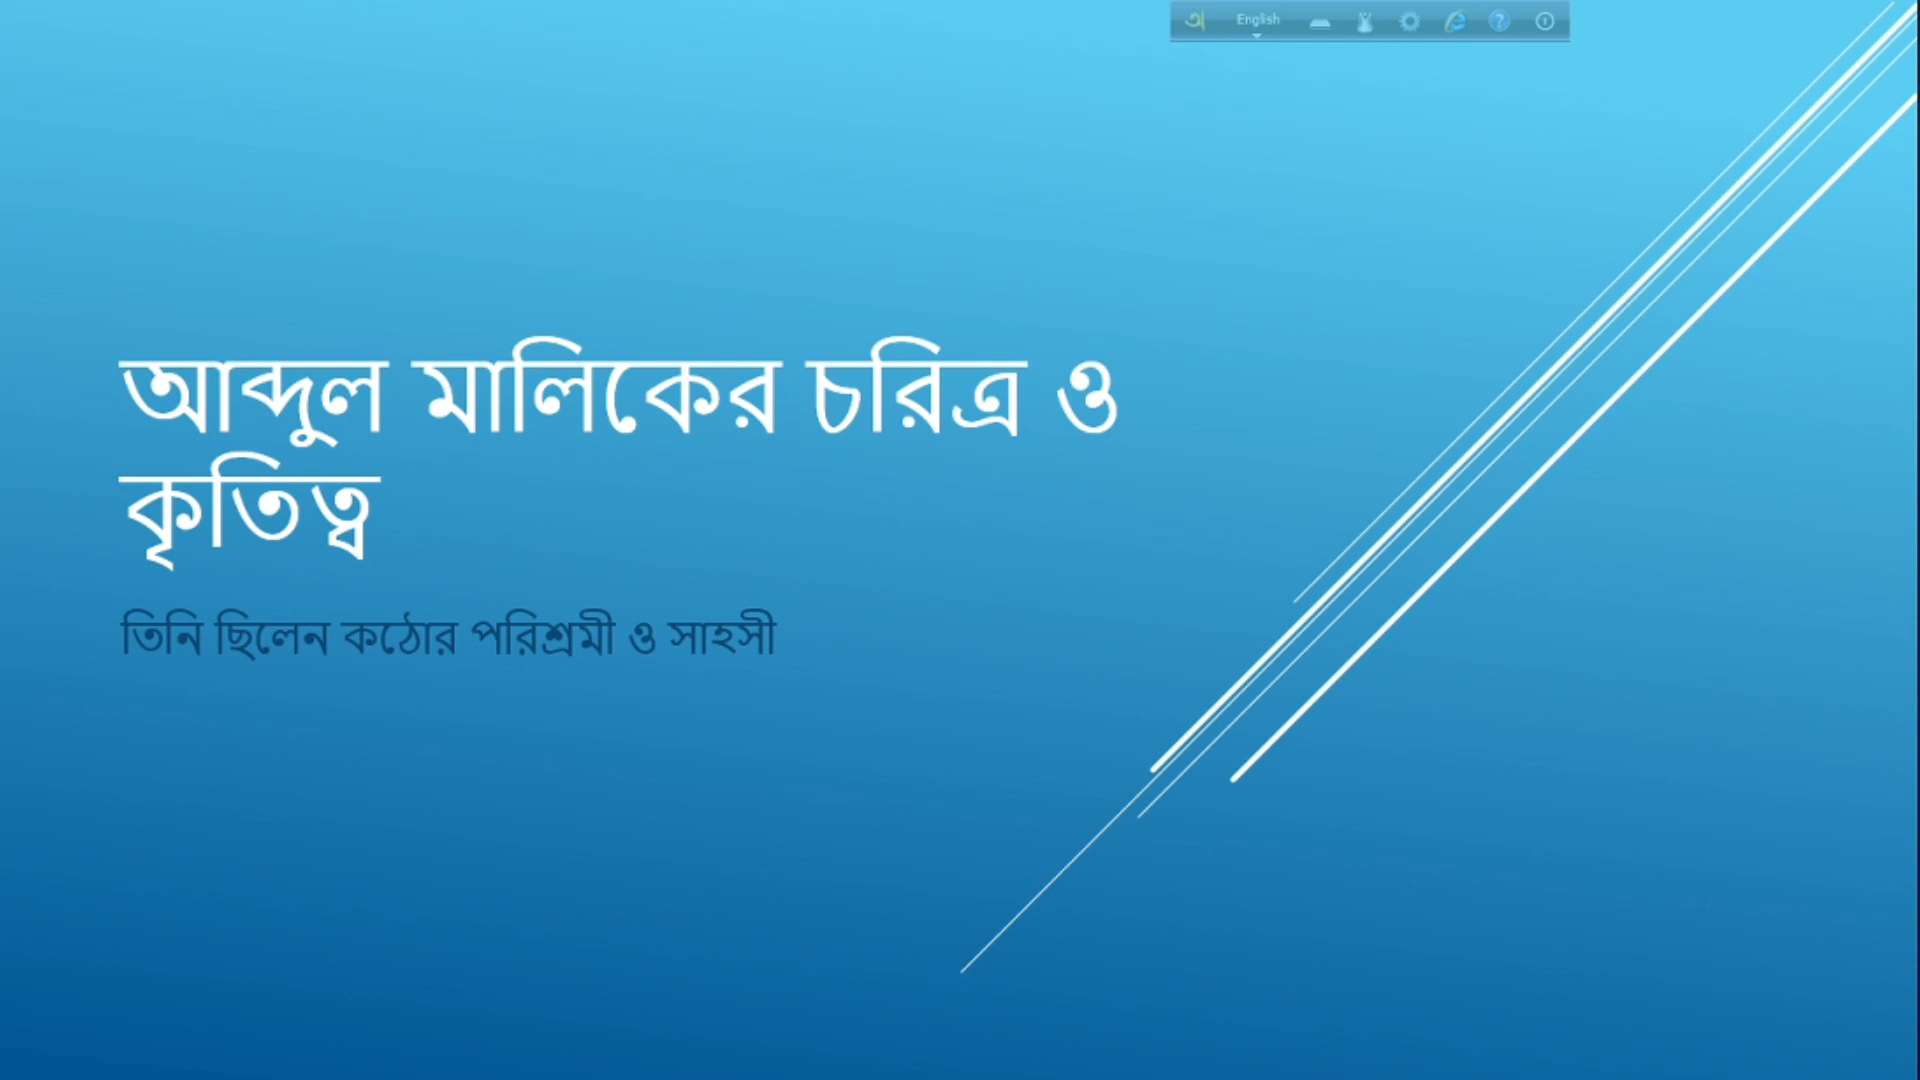 English
আব্দুল মালিকের চরিত্র ও
কৃতিত্ব
তিনি ছিলেন কঠোর পরিশ্রমী ও সাহসী